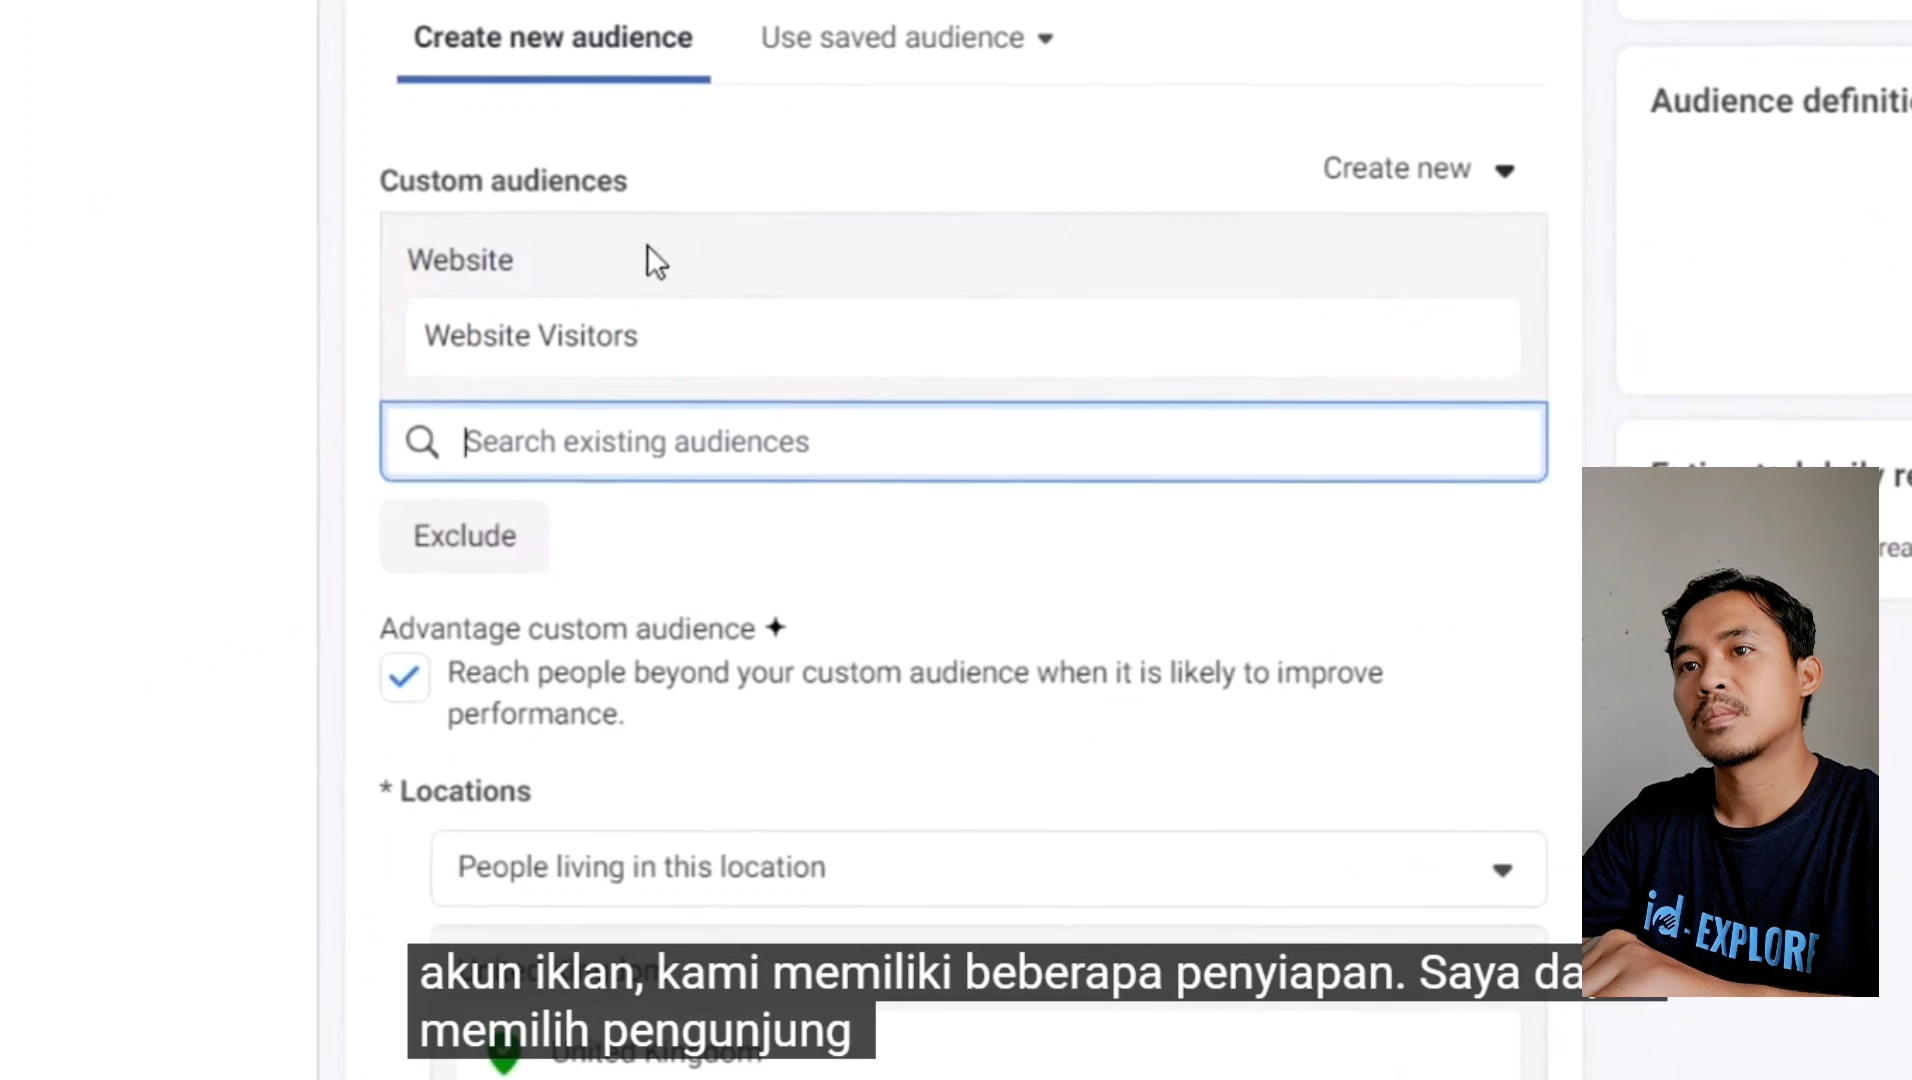 Create new audience
Use saved audience
Audience definiti
Custom audiences
Create new
Website
Website Visitors
Search existing audiences
Exclude
Advantage custom audience
Reach people beyond your custom audience when it is likely to improve
performance.
* Locations
People living in this location
United Kingdom
akun iklan, kami memiliki beberapa penyiapan. Saya da
memilih pengunjung
id-EXPLORE